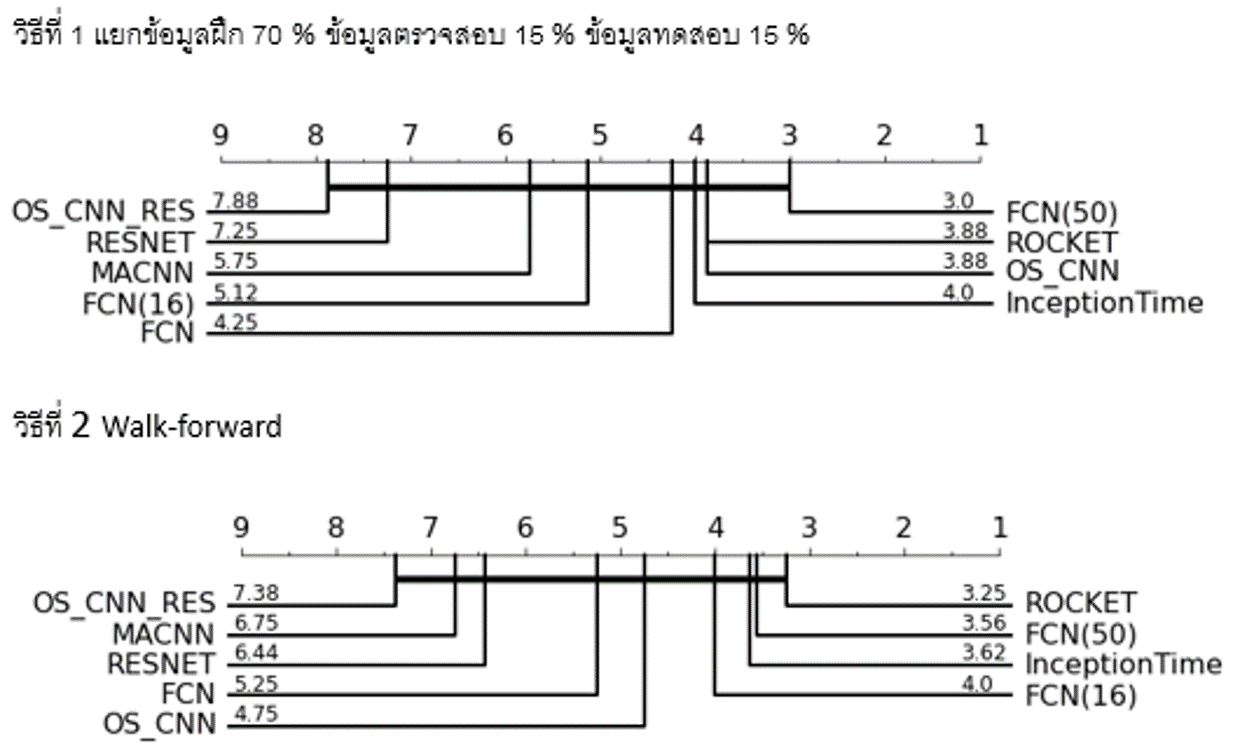 วิธีที่ 1 แยกข้อมูลฝึก 70 % ข้อมูลตรวจสอบ 15 % ข้อมูลทดสอบ 15 %
9 8 7 6 5 4 3 2 1
OS_CNN_RES 7.88 3.0 FCN(50)
RESNET 7.25 3.88 ROCKET
MACNN 5.75 3.88 OS_CNN
FCN(16) 5.12 4.0 InceptionTime
FCN 4.25
วิธีที่ 2 Walk-forward
9 8 7 6 5 4 3 2 1
OS_CNN_RES 7.38 3.25 ROCKET
MACNN 6.75 3.56 FCN(50)
RESNET 6.44 3.62 InceptionTime
FCN 5.25 4.0 FCN(16)
OS_CNN 4.75